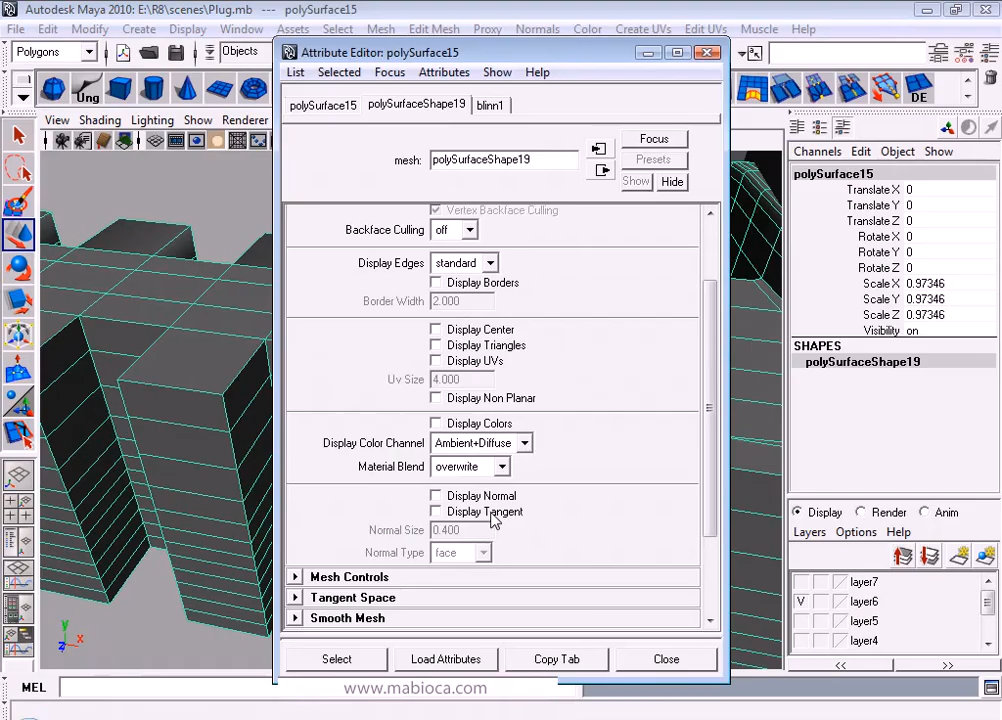 Autodesk Maya 2010: E:\R8\scenes\Plug.mb --- polySurface15
File Edit Modify Create Display Window Assets Select Mesh Edit Mesh Proxy Normals Color Create UVs Edit UVs Muscle Help
Polygons Objects
Attribute Editor: polySurface15
List Selected Focus Attributes Show Help
Ung
DE
polySurface15 polySurfaceShape19 blinn1
View Shading Lighting Show Renderer
mesh: polySurfaceShape19
Focus
Presets
Show Hide
Channels Edit Object Show
polySurface15
Translate X 0
Translate Y 0
Translate Z 0
Rotate X 0
Rotate Y 0
Rotate Z 0
Scale X 0.97346
Scale Y 0.97346
Scale Z 0.97346
Visibility on
SHAPES
polySurfaceShape19
Vertex Backface Culling
Backface Culling off
Display Edges standard
Display Borders
Border Width 2.000
Display Center
Display Triangles
Display UVs
Uv Size 4.000
Display Non Planar
Display Colors
Display Color Channel Ambient+Diffuse
Material Blend overwrite
Display Normal
Display Tangent
Normal Size 0.400
Normal Type face
Mesh Controls
Tangent Space
Smooth Mesh
Select Load Attributes Copy Tab Close
Display Render Anim
Layers Options Help
layer7
V layer6
layer5
layer4
<< >>
y
z x
MEL
www.mabioca.com